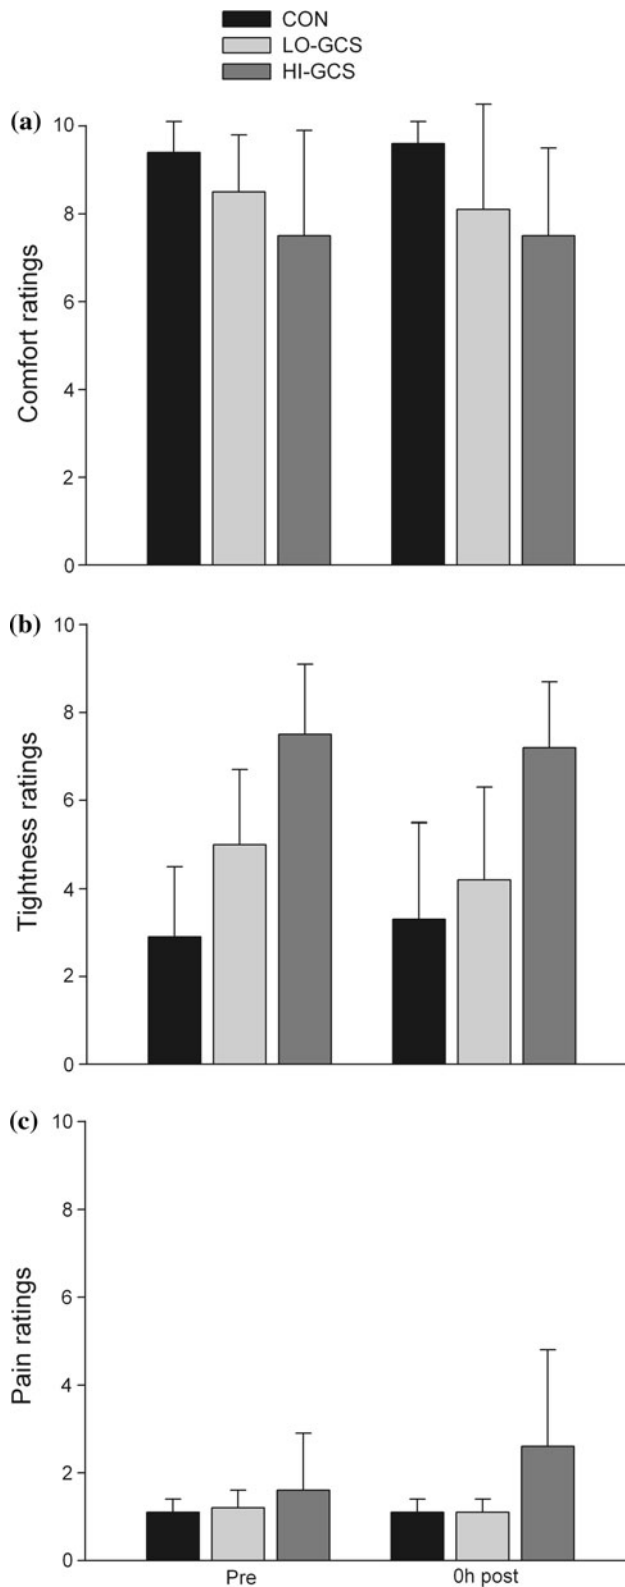 CON
LO-GCS
HI-GCS
(a)
10
8
6
4
2
0
Comfort ratings
(b)
10
8
6
4
2
0
Tightness ratings
(c)
10
8
6
4
2
0
Pain ratings
Pre 0h post